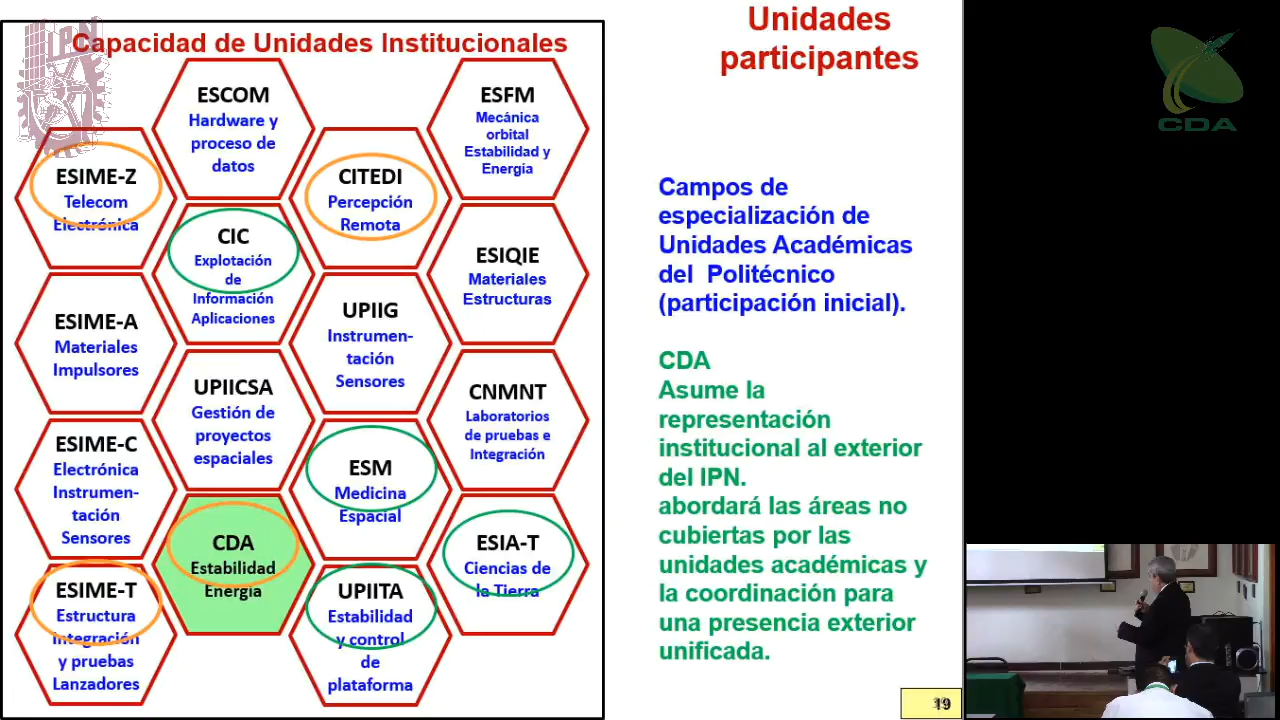 IPN
Capacidad de Unidades Institucionales
ESCOM
Hardware y
proceso de
datos
ESFM
Mecánica
orbital
Estabilidad y
Energía
ESIME-Z
Telecom
Electrónica
CITEDI
Percepción
Remota
CIC
Explotación
de
Información
Aplicaciones
ESIQIE
Materiales
Estructuras
ESIME-A
Materiales
Impulsores
UPIIG
Instrumen-
tación
Sensores
UPIICSA
Gestión de
proyectos
espaciales
CNMNT
Laboratorios
de pruebas e
Integración
ESIME-C
Electrónica
Instrumen-
tación
Sensores
ESM
Medicina
Espacial
CDA
Estabilidad
Energía
ESIA-T
Ciencias de
la Tierra
ESIME-T
Estructura
Integración
y pruebas
Lanzadores
UPIITA
Estabilidad
y control
de
plataforma
Unidades
participantes
Campos de
especialización de
Unidades Académicas
del Politécnico
(participación inicial).
CDA
Asume la
representación
institucional al exterior
del IPN.
abordará las áreas no
cubiertas por las
unidades académicas y
la coordinación para
una presencia exterior
unificada.
19
CDA